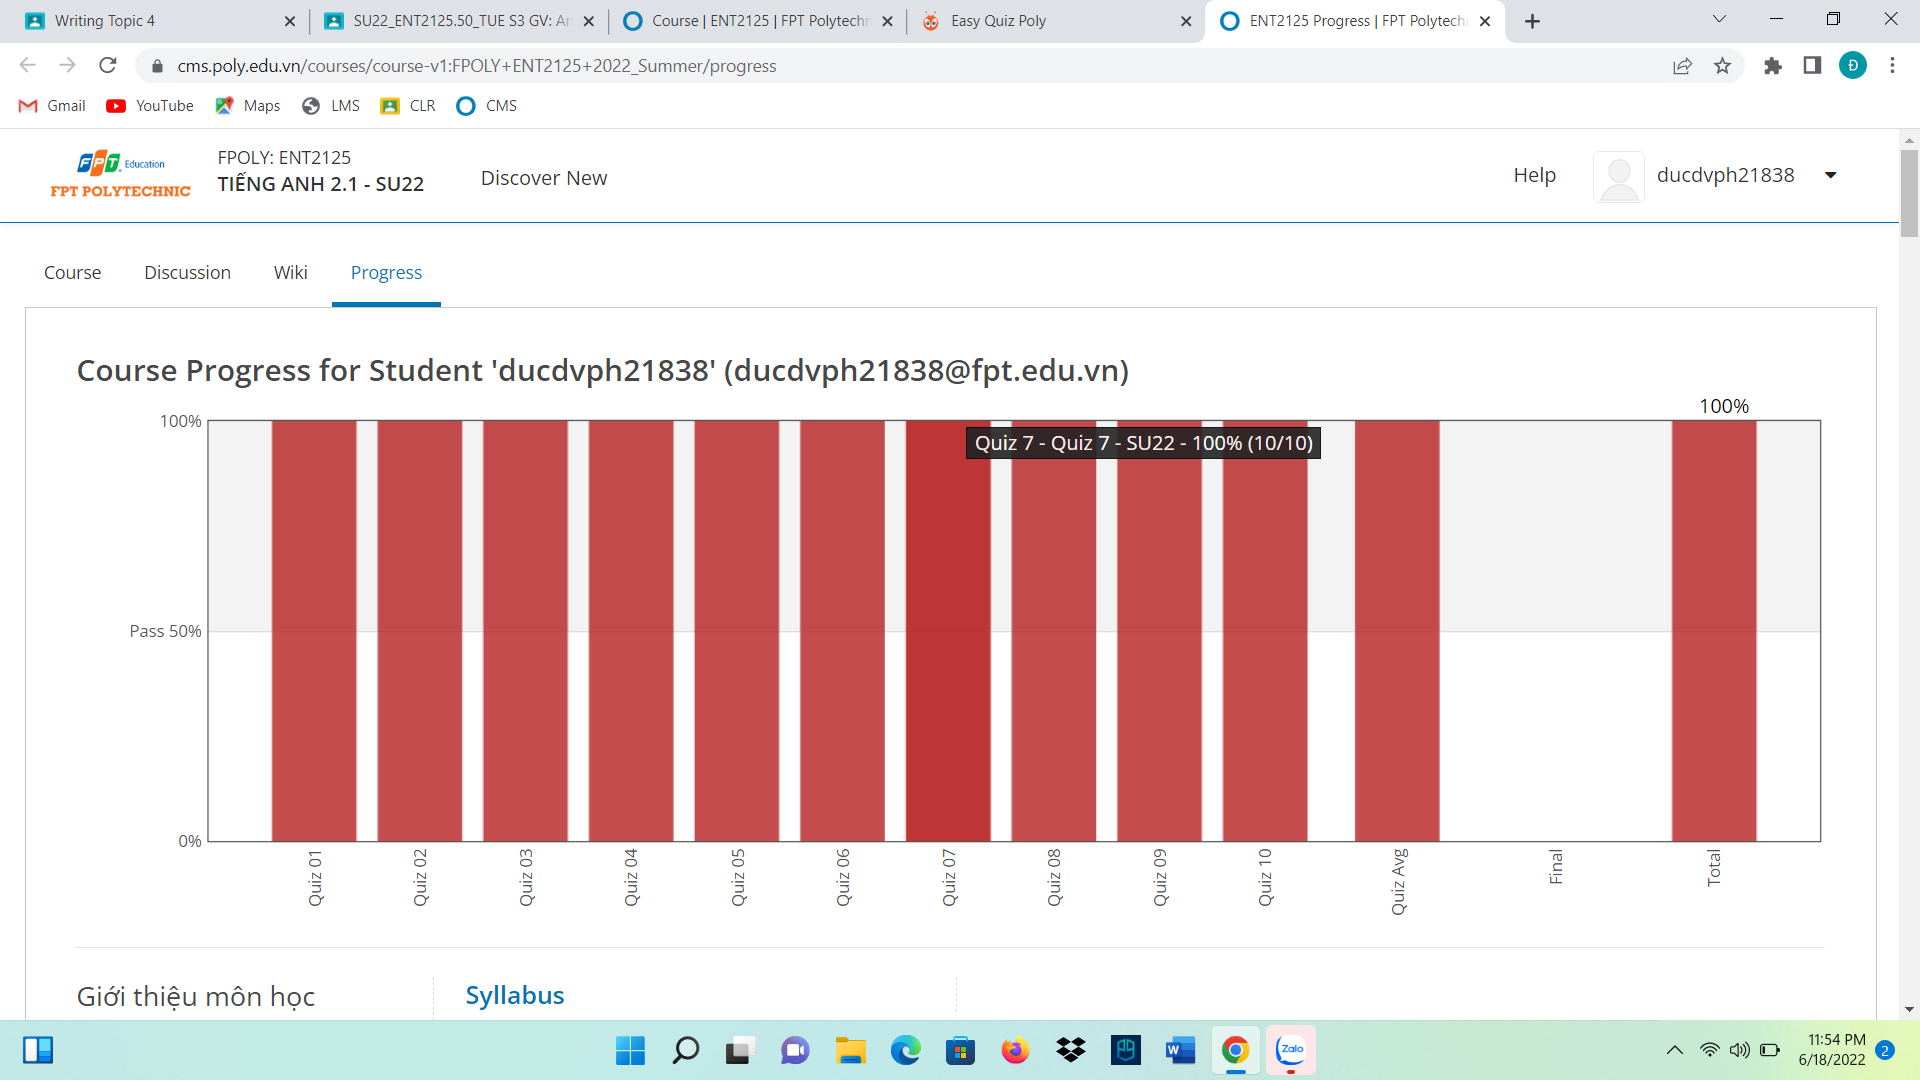 Writing Topic 4
SU22_ENT2125.50_TUE S3 GV: An
Course | ENT2125 | FPT Polytechn
Easy Quiz Poly
ENT2125 Progress | FPT Polytech
cms.poly.edu.vn/courses/course-v1:FPOLY+ENT2125+2022_Summer/progress
Đ
Gmail
YouTube
Maps
LMS
CLR
CMS
FPT Education
FPT POLYTECHNIC
FPOLY: ENT2125
TIẾNG ANH 2.1 - SU22
Discover New
Help
ducdvph21838
Course
Discussion
Wiki
Progress
Course Progress for Student 'ducdvph21838' (ducdvph21838@fpt.edu.vn)
100%
100%
Quiz 7 - Quiz 7 - SU22 - 100% (10/10)
Pass 50%
0%
Quiz 01
Quiz 02
Quiz 03
Quiz 04
Quiz 05
Quiz 06
Quiz 07
Quiz 08
Quiz 09
Quiz 10
Quiz Avg
Final
Total
Giới thiệu môn học
Syllabus
W
Zalo
11:54 PM
6/18/2022
2